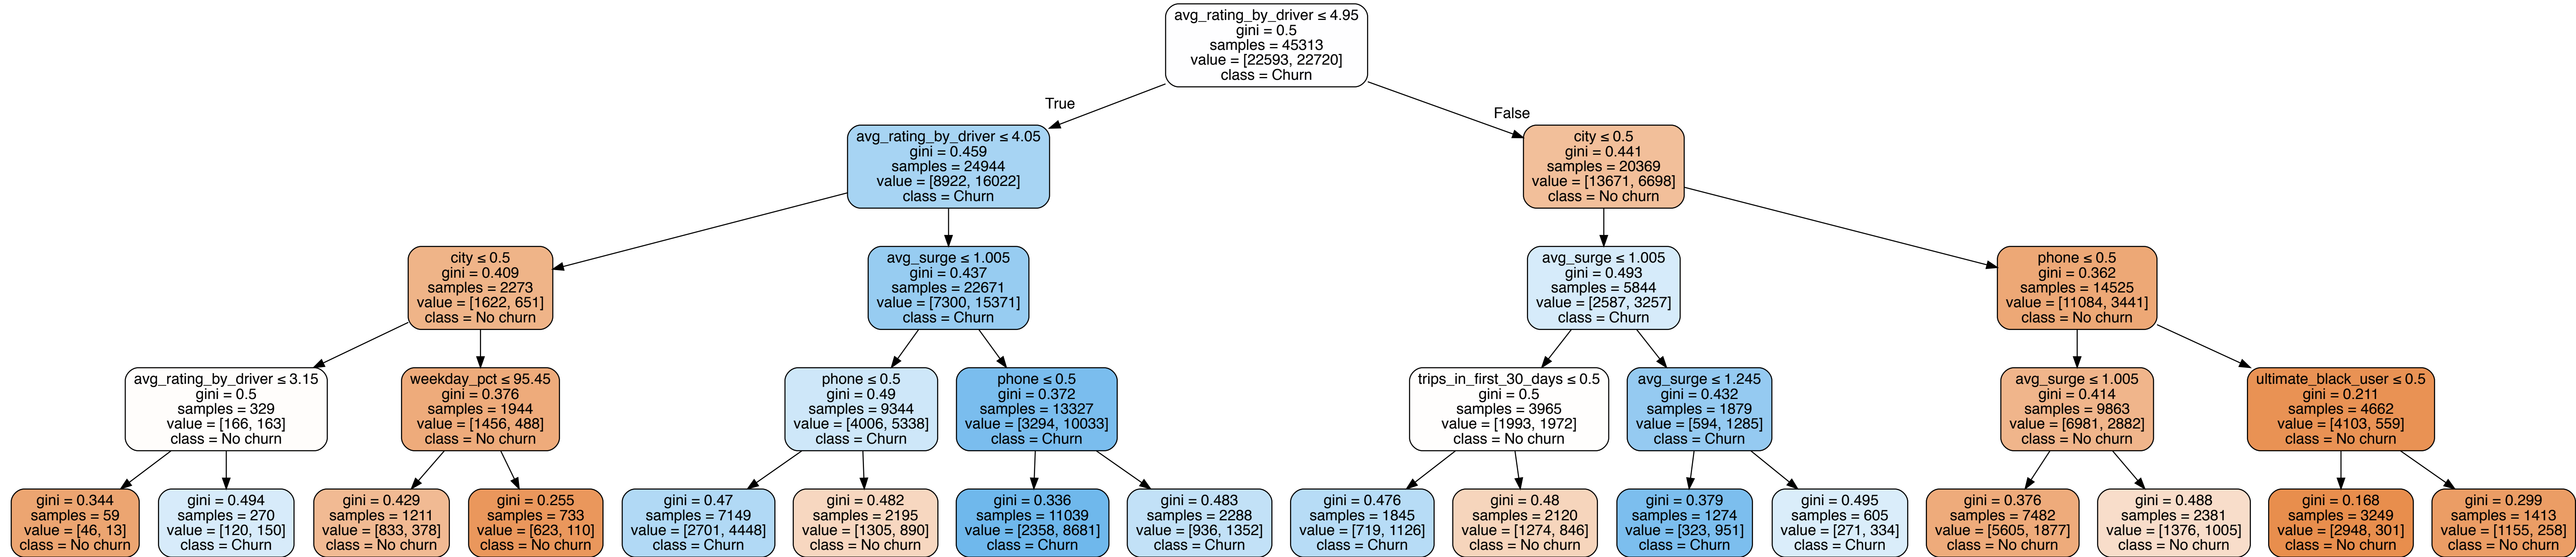 avg_rating_by_driver ≤ 4.95
gini = 0.5
samples = 45313
value = [22593, 22720]
class = Churn
True
False
avg_rating_by_driver ≤ 4.05
gini = 0.459
samples = 24944
value = [8922, 16022]
class = Churn
city ≤ 0.5
gini = 0.441
samples = 20369
value = [13671, 6698]
class = No churn
city ≤ 0.5
gini = 0.409
samples = 2273
value = [1622, 651]
class = No churn
avg_surge ≤ 1.005
gini = 0.437
samples = 22671
value = [7300, 15371]
class = Churn
avg_surge ≤ 1.005
gini = 0.493
samples = 5844
value = [2587, 3257]
class = Churn
phone ≤ 0.5
gini = 0.362
samples = 14525
value = [11084, 3441]
class = No churn
avg_rating_by_driver ≤ 3.15
gini = 0.5
samples = 329
value = [166, 163]
class = No churn
weekday_pct ≤ 95.45
gini = 0.376
samples = 1944
value = [1456, 488]
class = No churn
phone ≤ 0.5
gini = 0.49
samples = 9344
value = [4006, 5338]
class = Churn
phone ≤ 0.5
gini = 0.372
samples = 13327
value = [3294, 10033]
class = Churn
trips_in_first_30_days ≤ 0.5
gini = 0.5
samples = 3965
value = [1993, 1972]
class = No churn
avg_surge ≤ 1.245
gini = 0.432
samples = 1879
value = [594, 1285]
class = Churn
avg_surge ≤ 1.005
gini = 0.414
samples = 9863
value = [6981, 2882]
class = No churn
ultimate_black_user ≤ 0.5
gini = 0.211
samples = 4662
value = [4103, 559]
class = No churn
gini = 0.344
samples = 59
value = [46, 13]
class = No churn
gini = 0.494
samples = 270
value = [120, 150]
class = Churn
gini = 0.429
samples = 1211
value = [833, 378]
class = No churn
gini = 0.255
samples = 733
value = [623, 110]
class = No churn
gini = 0.47
samples = 7149
value = [2701, 4448]
class = Churn
gini = 0.482
samples = 2195
value = [1305, 890]
class = No churn
gini = 0.336
samples = 11039
value = [2358, 8681]
class = Churn
gini = 0.483
samples = 2288
value = [936, 1352]
class = Churn
gini = 0.476
samples = 1845
value = [719, 1126]
class = Churn
gini = 0.48
samples = 2120
value = [1274, 846]
class = No churn
gini = 0.379
samples = 1274
value = [323, 951]
class = Churn
gini = 0.495
samples = 605
value = [271, 334]
class = Churn
gini = 0.376
samples = 7482
value = [5605, 1877]
class = No churn
gini = 0.488
samples = 2381
value = [1376, 1005]
class = No churn
gini = 0.168
samples = 3249
value = [2948, 301]
class = No churn
gini = 0.299
samples = 1413
value = [1155, 258]
class = No churn